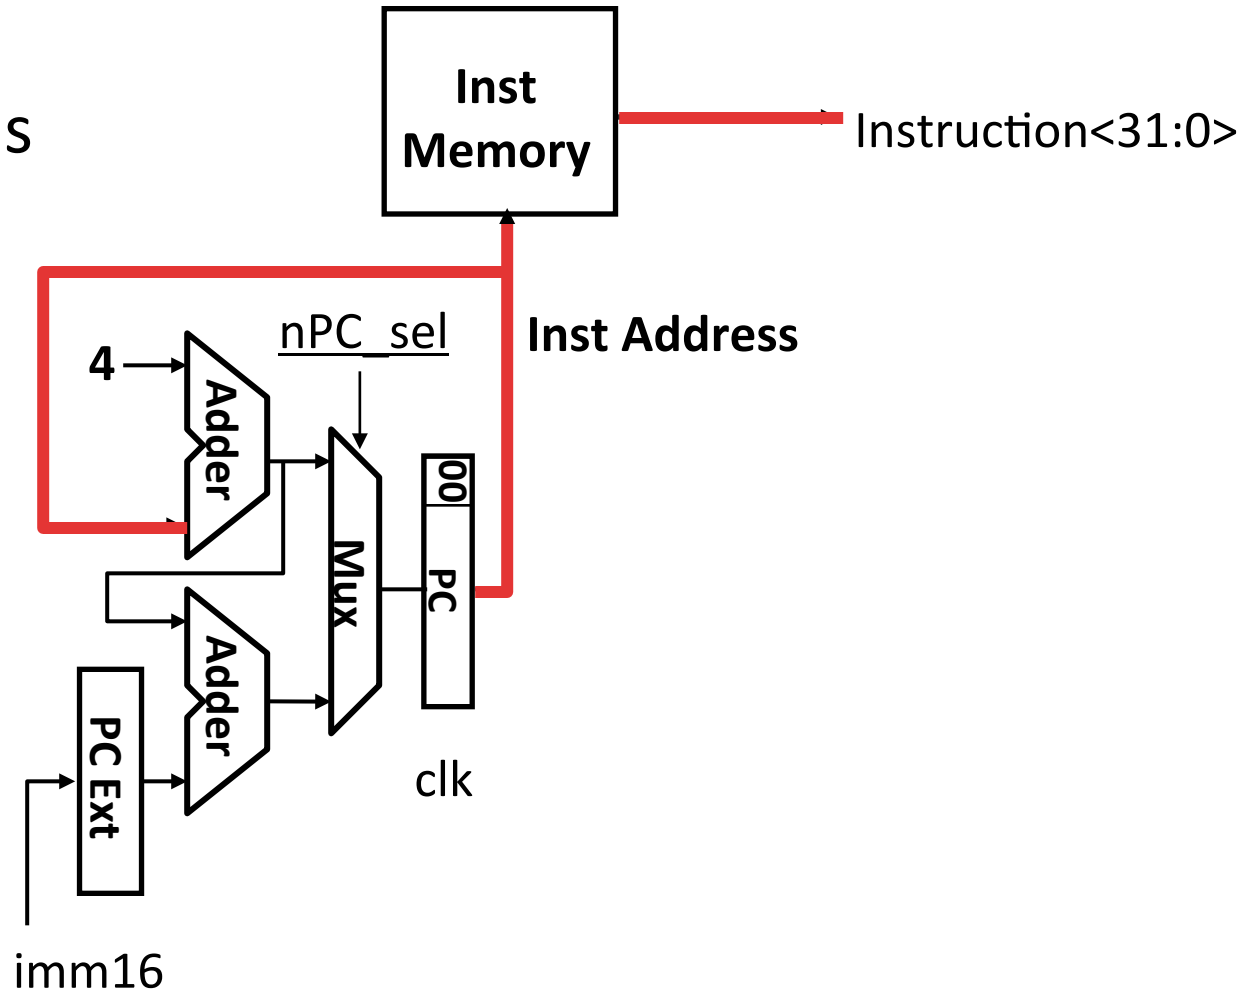 Inst
Memory
s
Instruction<31:0>
nPC_sel
Inst Address
4
Adder
00
Mux
PC
Adder
PC Ext
clk
imm16